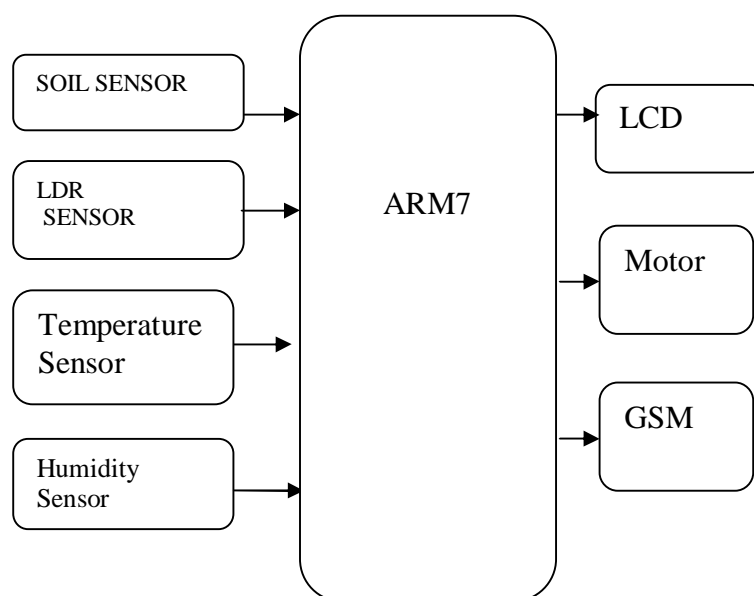 SOIL SENSOR
LDR
SENSOR
Temperature
Sensor
Humidity
Sensor
ARM7
LCD
Motor
GSM